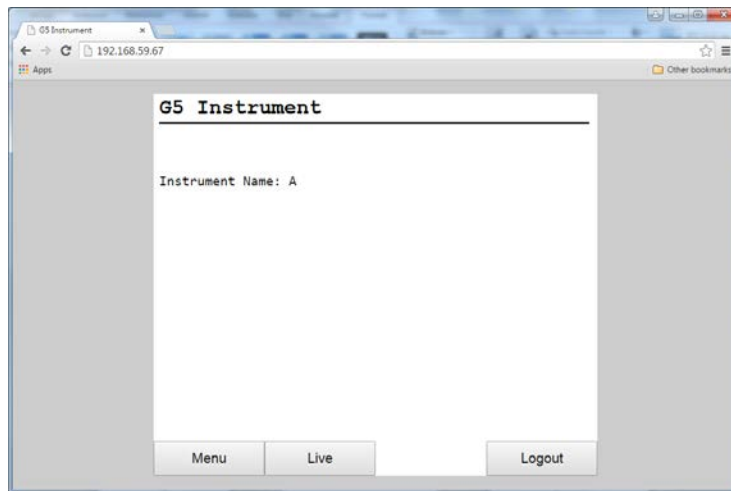 G5 Instrument
192.168.59.67
Apps
Other bookmarks
G5 Instrument
Instrument Name: A
Menu
Live
Logout